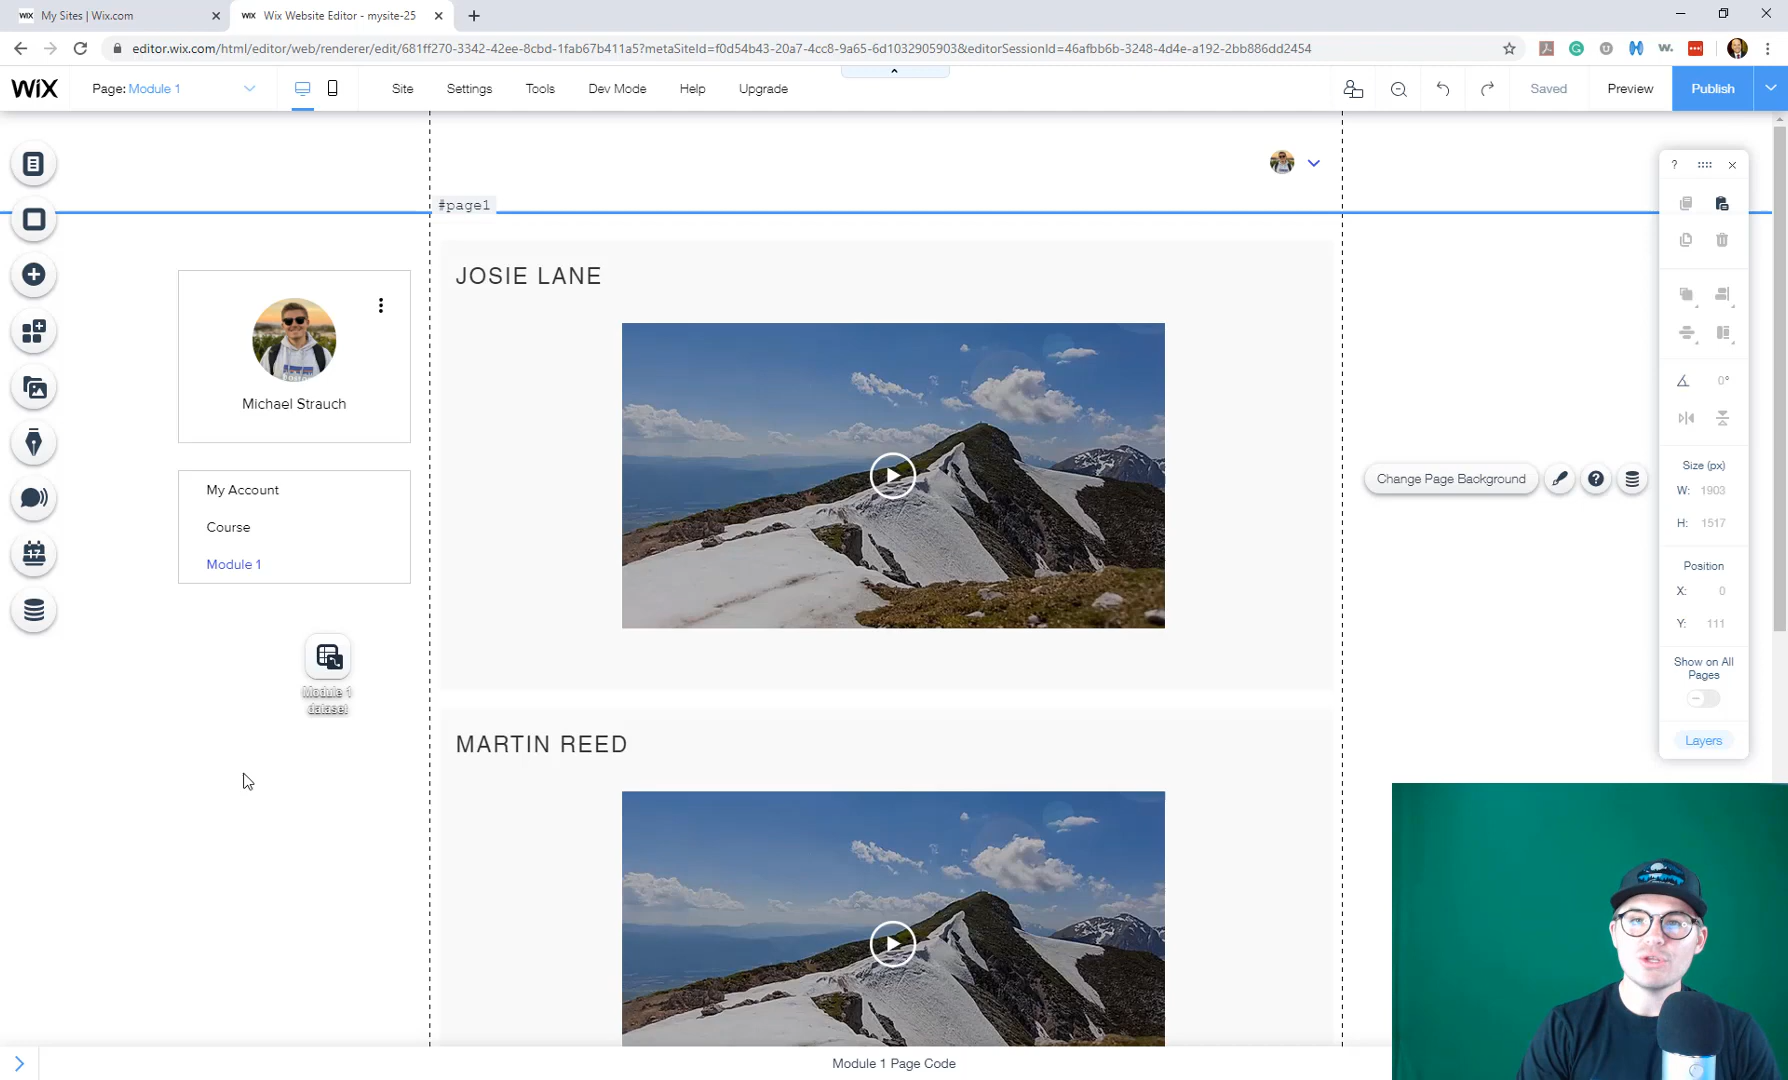 WiX My Sites | Wix.com
WiX Wix Website Editor - mysite-25
editor.wix.com/html/editor/web/renderer/edit/681ff270-3342-42ee-8cbd-1fab67b411a5?metaSiteId=f0d54b43-20a7-4cc8-9a65-6d1032905903&editorSessionId=46afbb6b-3248-4d4e-a192-2bb886dd2454
WiX Page: Module 1 Site Settings Tools Dev Mode Help Upgrade Saved Preview Publish
#page1
JOSIE LANE
Michael Strauch
My Account
Course
Module 1
Module 1
dataset
MARTIN REED
Change Page Background
?
?
0°
Size (px)
W: 1903
H: 1517
Position
X: 0
Y: 111
Show on All
Pages
Layers
17
Module 1 Page Code